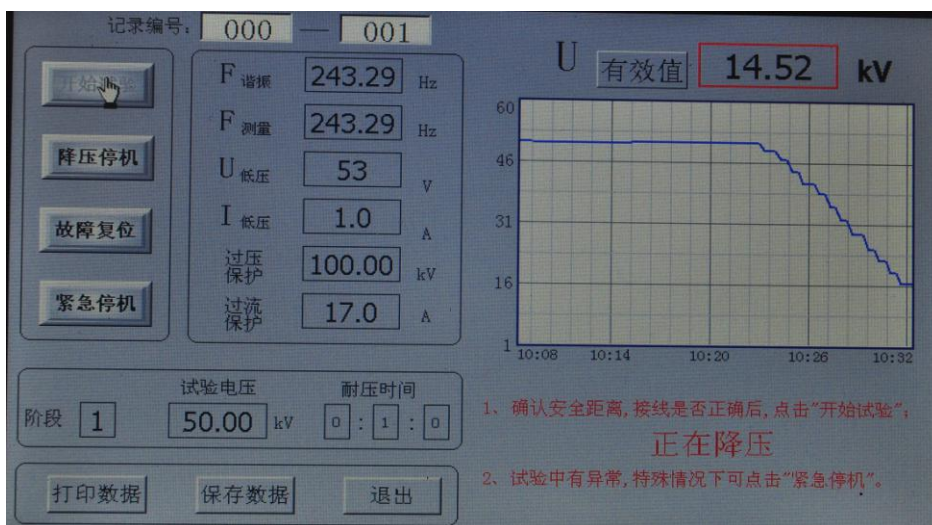 记录编号: 000 — 001
开始试验
降压停机
故障复位
紧急停机
F 谐振 243.29 Hz
F 测量 243.29 Hz
U 低压 53 V
I 低压 1.0 A
过压保护 100.00 kV
过流保护 17.0 A
U 有效值 14.52 kV
60
46
31
16
1
10:08 10:14 10:20 10:26 10:32
试验电压 耐压时间
阶段 1 50.00 kV 0 : 1 : 0
打印数据 保存数据 退出
1、确认安全距离,接线是否正确后,点击"开始试验";
正在降压
2、试验中有异常,特殊情况下可点击"紧急停机"。